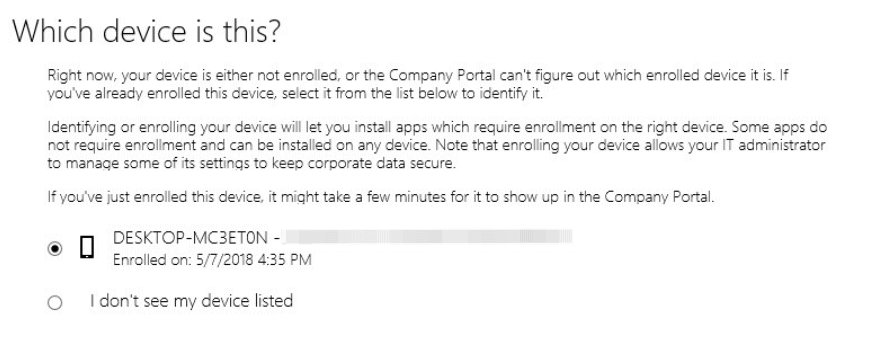 Which device is this?
Right now, your device is either not enrolled, or the Company Portal can't figure out which enrolled device it is. If
you've already enrolled this device, select it from the list below to identify it.
Identifying or enrolling your device will let you install apps which require enrollment on the right device. Some apps do
not require enrollment and can be installed on any device. Note that enrolling your device allows your IT administrator
to manage some of its settings to keep corporate data secure.
If you've just enrolled this device, it might take a few minutes for it to show up in the Company Portal.
DESKTOP-MC3ET0N -
Enrolled on: 5/7/2018 4:35 PM
I don't see my device listed